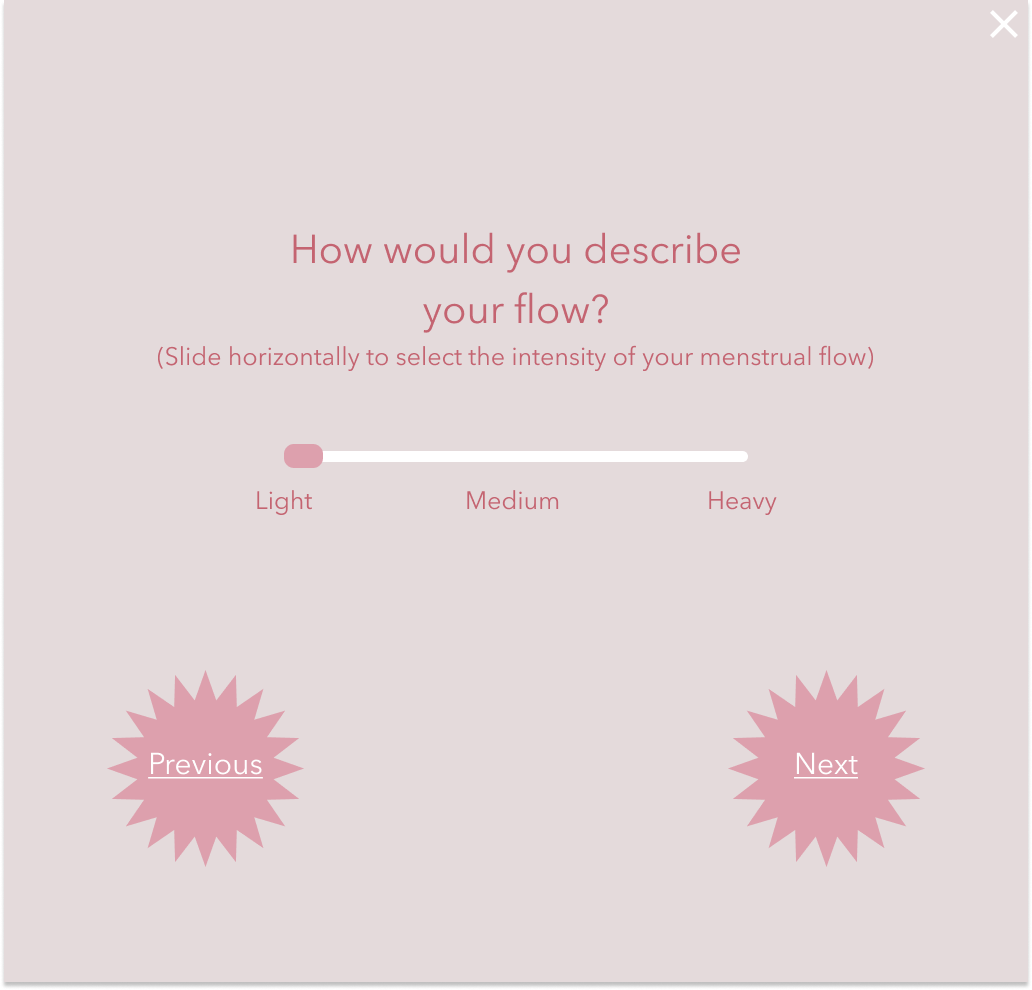 How would you describe
your flow?
(Slide horizontally to select the intensity of your menstrual flow)
Light Medium Heavy
Previous Next